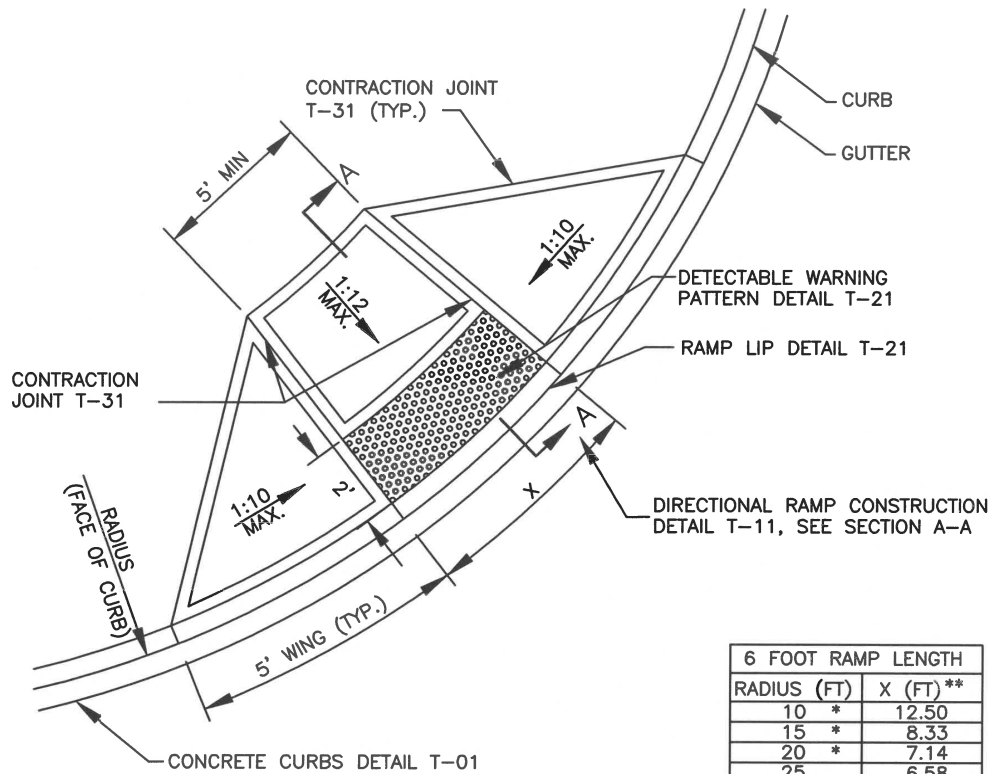 CONTRACTION JOINT
T-31 (TYP.)
CURB
GUTTER
5' MIN
A
1:10
MAX.
1:12
MAX.
DETECTABLE WARNING
PATTERN DETAIL T-21
RAMP LIP DETAIL T-21
CONTRACTION
JOINT T-31
A
X
2'
1:10
MAX.
DIRECTIONAL RAMP CONSTRUCTION
DETAIL T-11, SEE SECTION A-A
RADIUS
(FACE OF CURB)
5' WING (TYP.)
CONCRETE CURBS DETAIL T-01
6 FOOT RAMP LENGTH
RADIUS (FT) X (FT)**
10 * 12.50
15 * 8.33
20 * 7.14
25 6.58